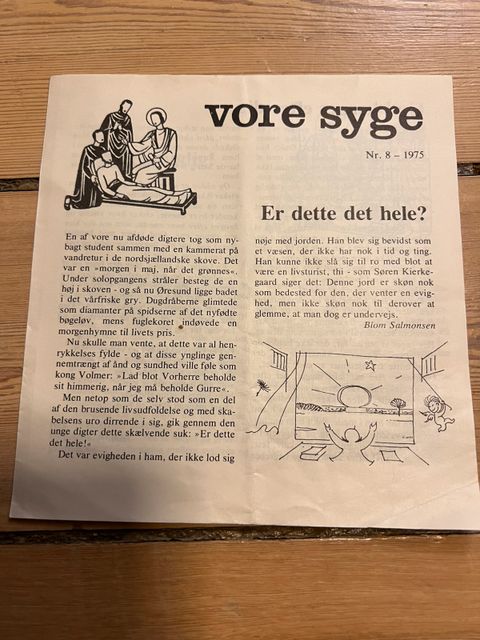 vore syge
Nr. 8 – 1975
Er dette det hele?
En af vore nu afdøde digtere tog som ny-
bagt student sammen med en kammerat på
vandretur i de nordsjællandske skove. Det
var en »morgen i maj, når det grønnes«.
Under solopgangens stråler besteg de en
høj i skoven - og så nu Øresund ligge badet
i det vårfriske gry. Dugdråberne glimtede
som diamanter på spidserne af det nyfødte
bøgeløv, mens fuglekoret indøvede en
morgenhymne til livets pris.
Nu skulle man vente, at dette var al hen-
rykkelses fylde - og at disse ynglinge gen-
nemtrængt af ånd og sundhed ville føle som
kong Volmer: »Lad blot Vorherre beholde
sit himmerig, når jeg må beholde Gurre«.
Men netop som de selv stod som en del
af den brusende livsudfoldelse og med ska-
belsens uro dirrende i sig, gik gennem den
unge digter dette skælvende suk: »Er dette
det hele!«
Det var evigheden i ham, der ikke lod sig
nøje med jorden. Han blev sig bevidst som
et væsen, der ikke har nok i tid og ting.
Han kunne ikke slå sig til ro med blot at
være en livsturist, thi - som Søren Kierke-
gaard siger det: Denne jord er skøn nok
som bedested for den, der venter en evig-
hed, men ikke skøn nok til derover at
glemme, at man dog er undervejs.
Blom Salmonsen